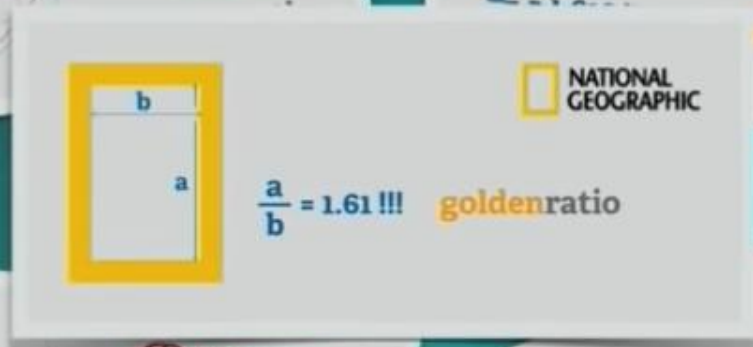 b
a
a
b
= 1.61 !!!
goldenratio
NATIONAL
GEOGRAPHIC